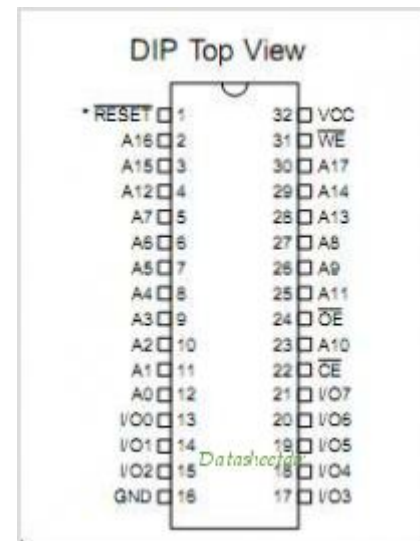 DIP Top View
* RESET 1 32 VCC
A16 2 31 WE
A15 3 30 A17
A12 4 29 A14
A7 5 28 A13
A6 6 27 A8
A5 7 26 A9
A4 8 25 A11
A3 9 24 OE
A2 10 23 A10
A1 11 22 CE
A0 12 21 I/O7
I/O0 13 20 I/O6
I/O1 14 19 I/O5
I/O2 15 18 I/O4
GND 16 17 I/O3